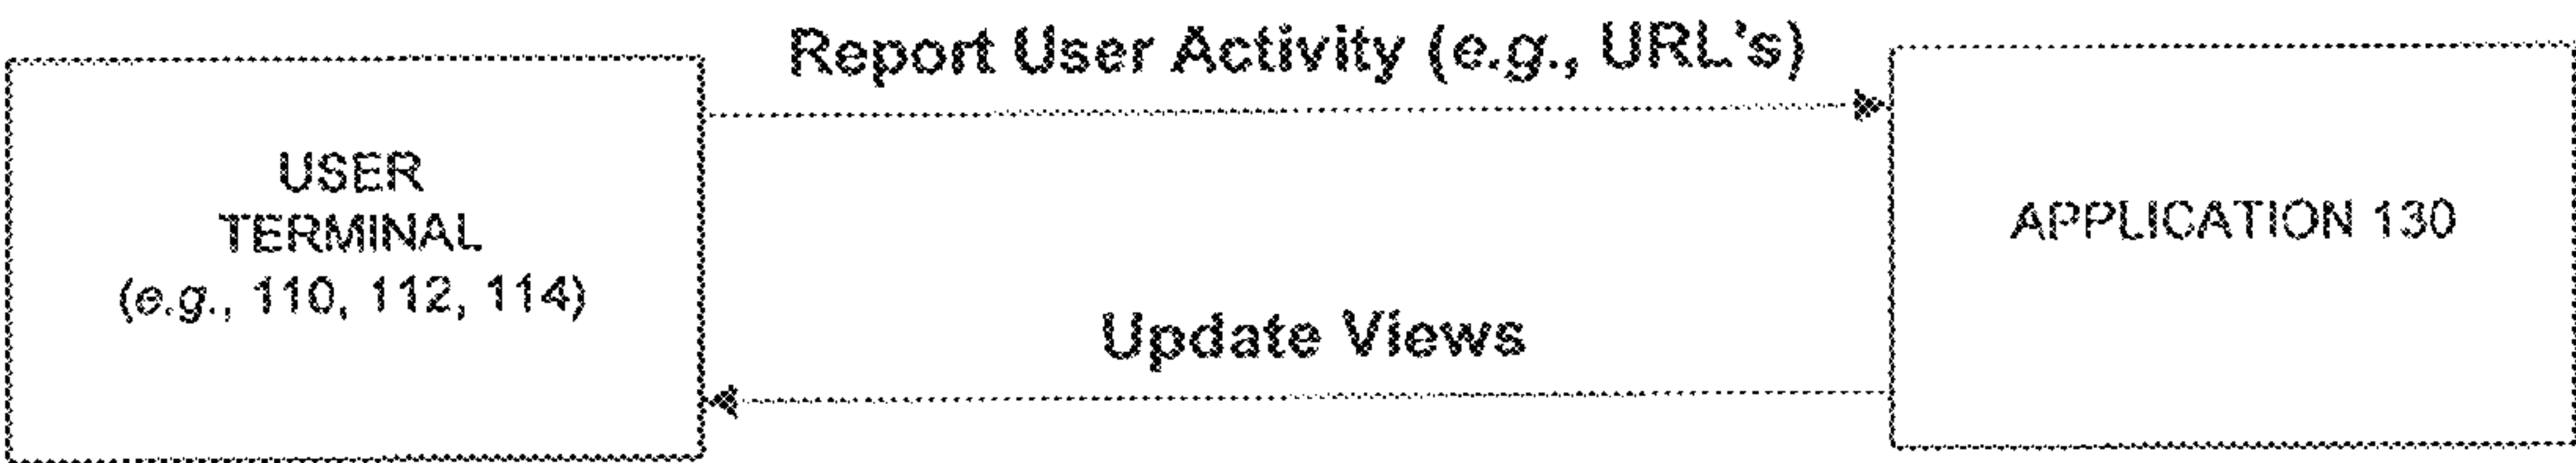 Report User Activity (e.g., URL's)
USER
TERMINAL
(e.g., 110, 112, 114)
APPLICATION 130
Update Views